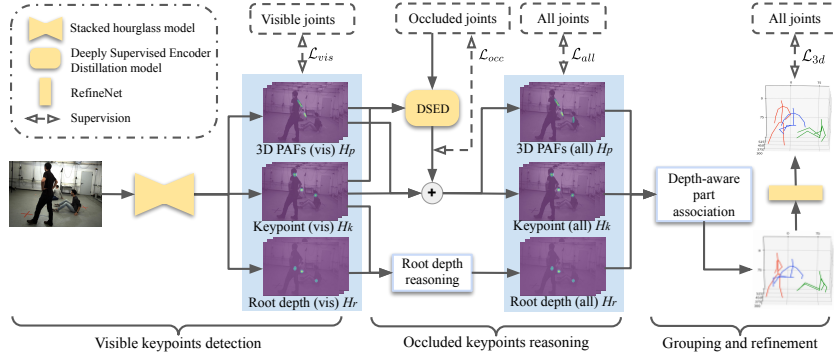 Stacked hourglass model
Deeply Supervised Encoder
Distillation model
RefineNet
Supervision
Visible joints
Occluded joints
All joints
All joints
ℒvis
ℒocc
ℒall
ℒ3d
DSED
3D PAFs (vis) Hp
3D PAFs (all) Hp
Keypoint (vis) Hk
+
Keypoint (all) Hk
Depth-aware
part
association
Root depth
reasoning
Root depth (vis) Hr
Root depth (all) Hr
Visible keypoints detection
Occluded keypoints reasoning
Grouping and refinement